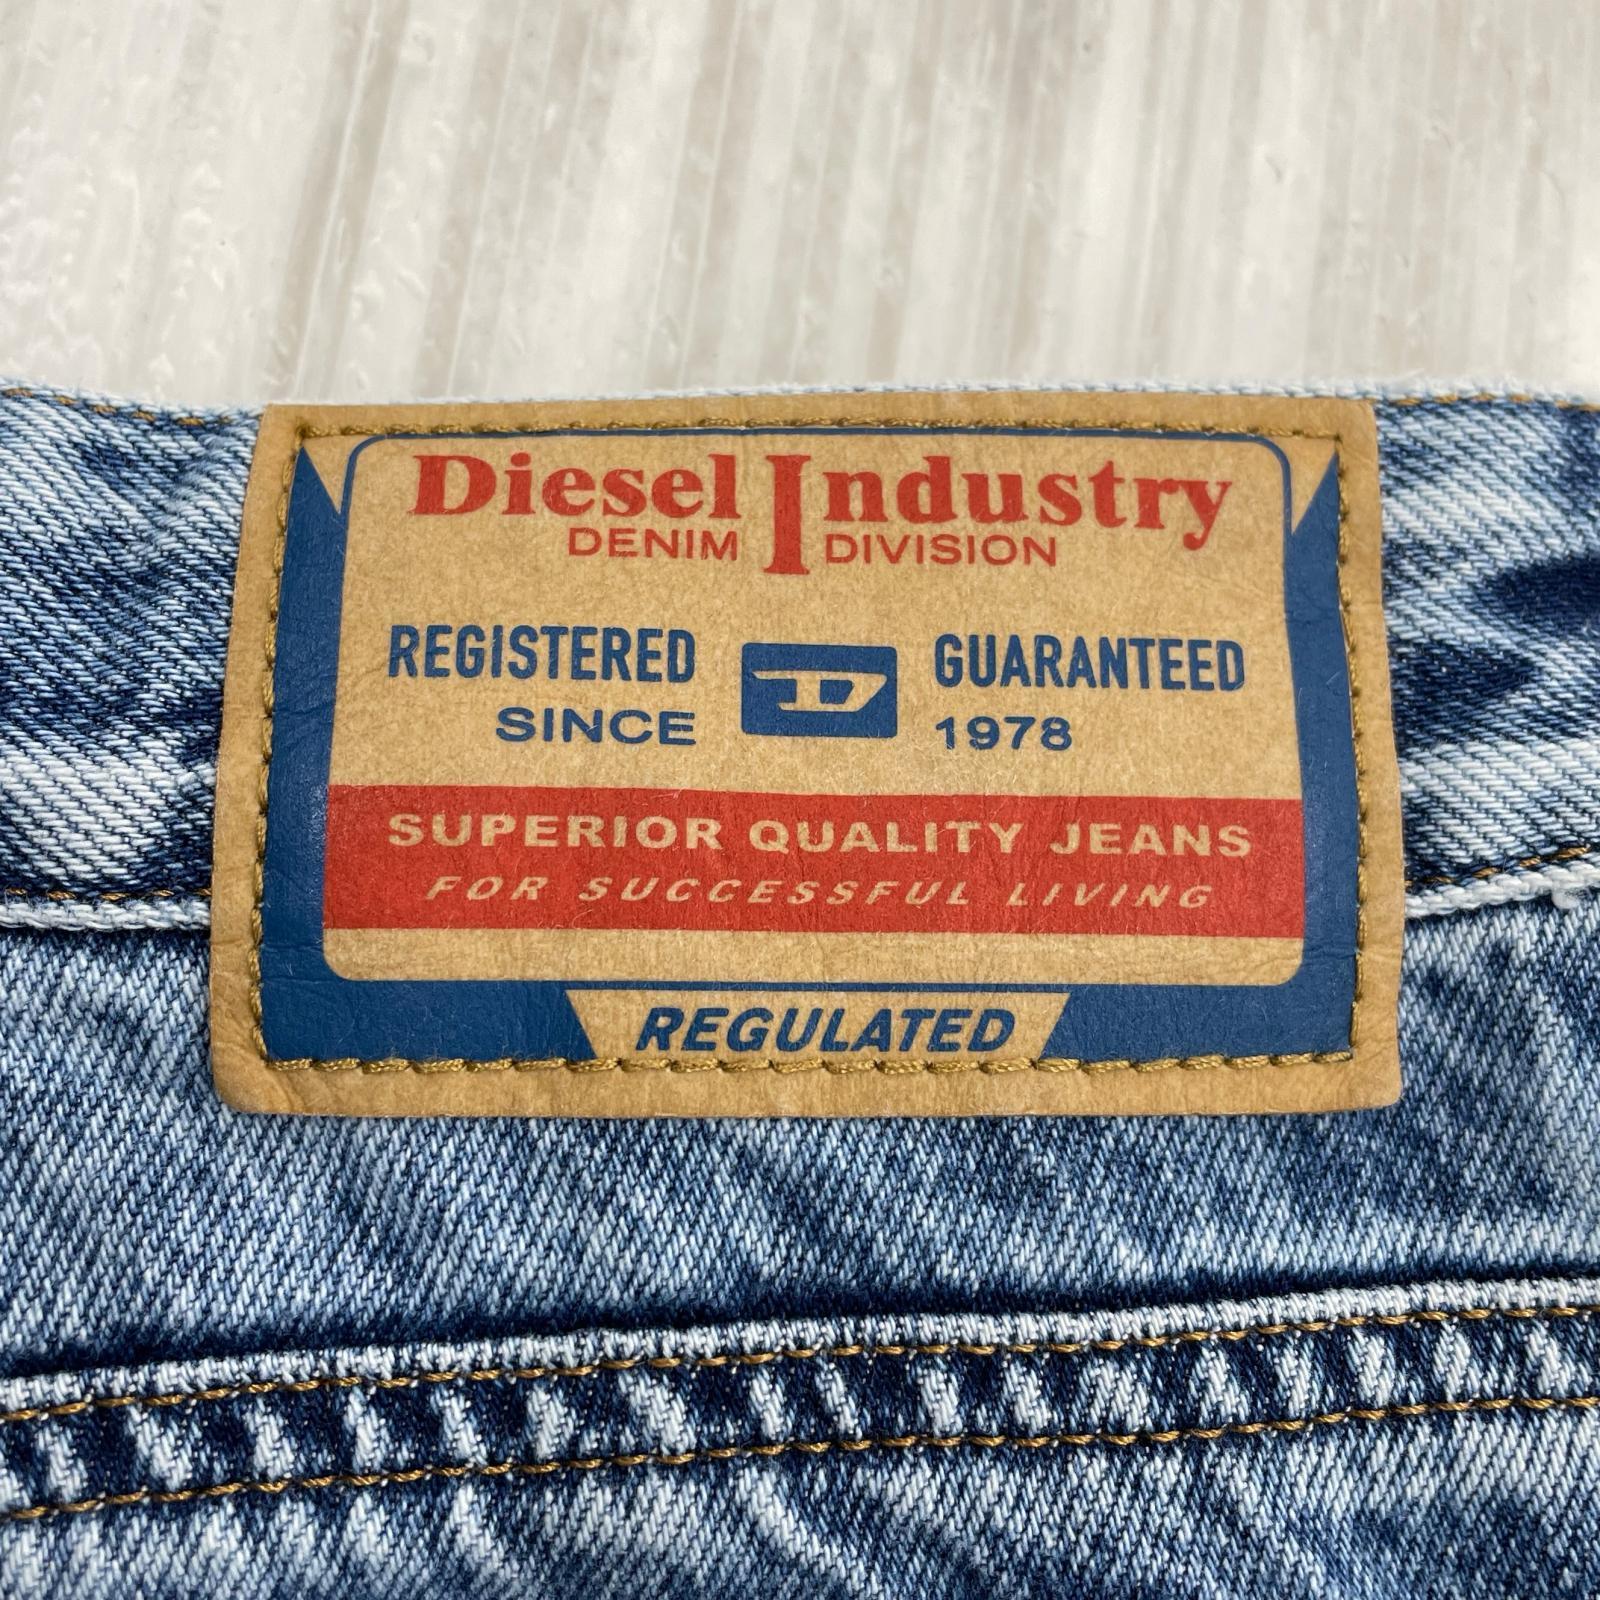 Diesel Industry
DENIM DIVISION
REGISTERED D GUARANTEED
SINCE 1978
SUPERIOR QUALITY JEANS
FOR SUCCESSFUL LIVING
REGULATED